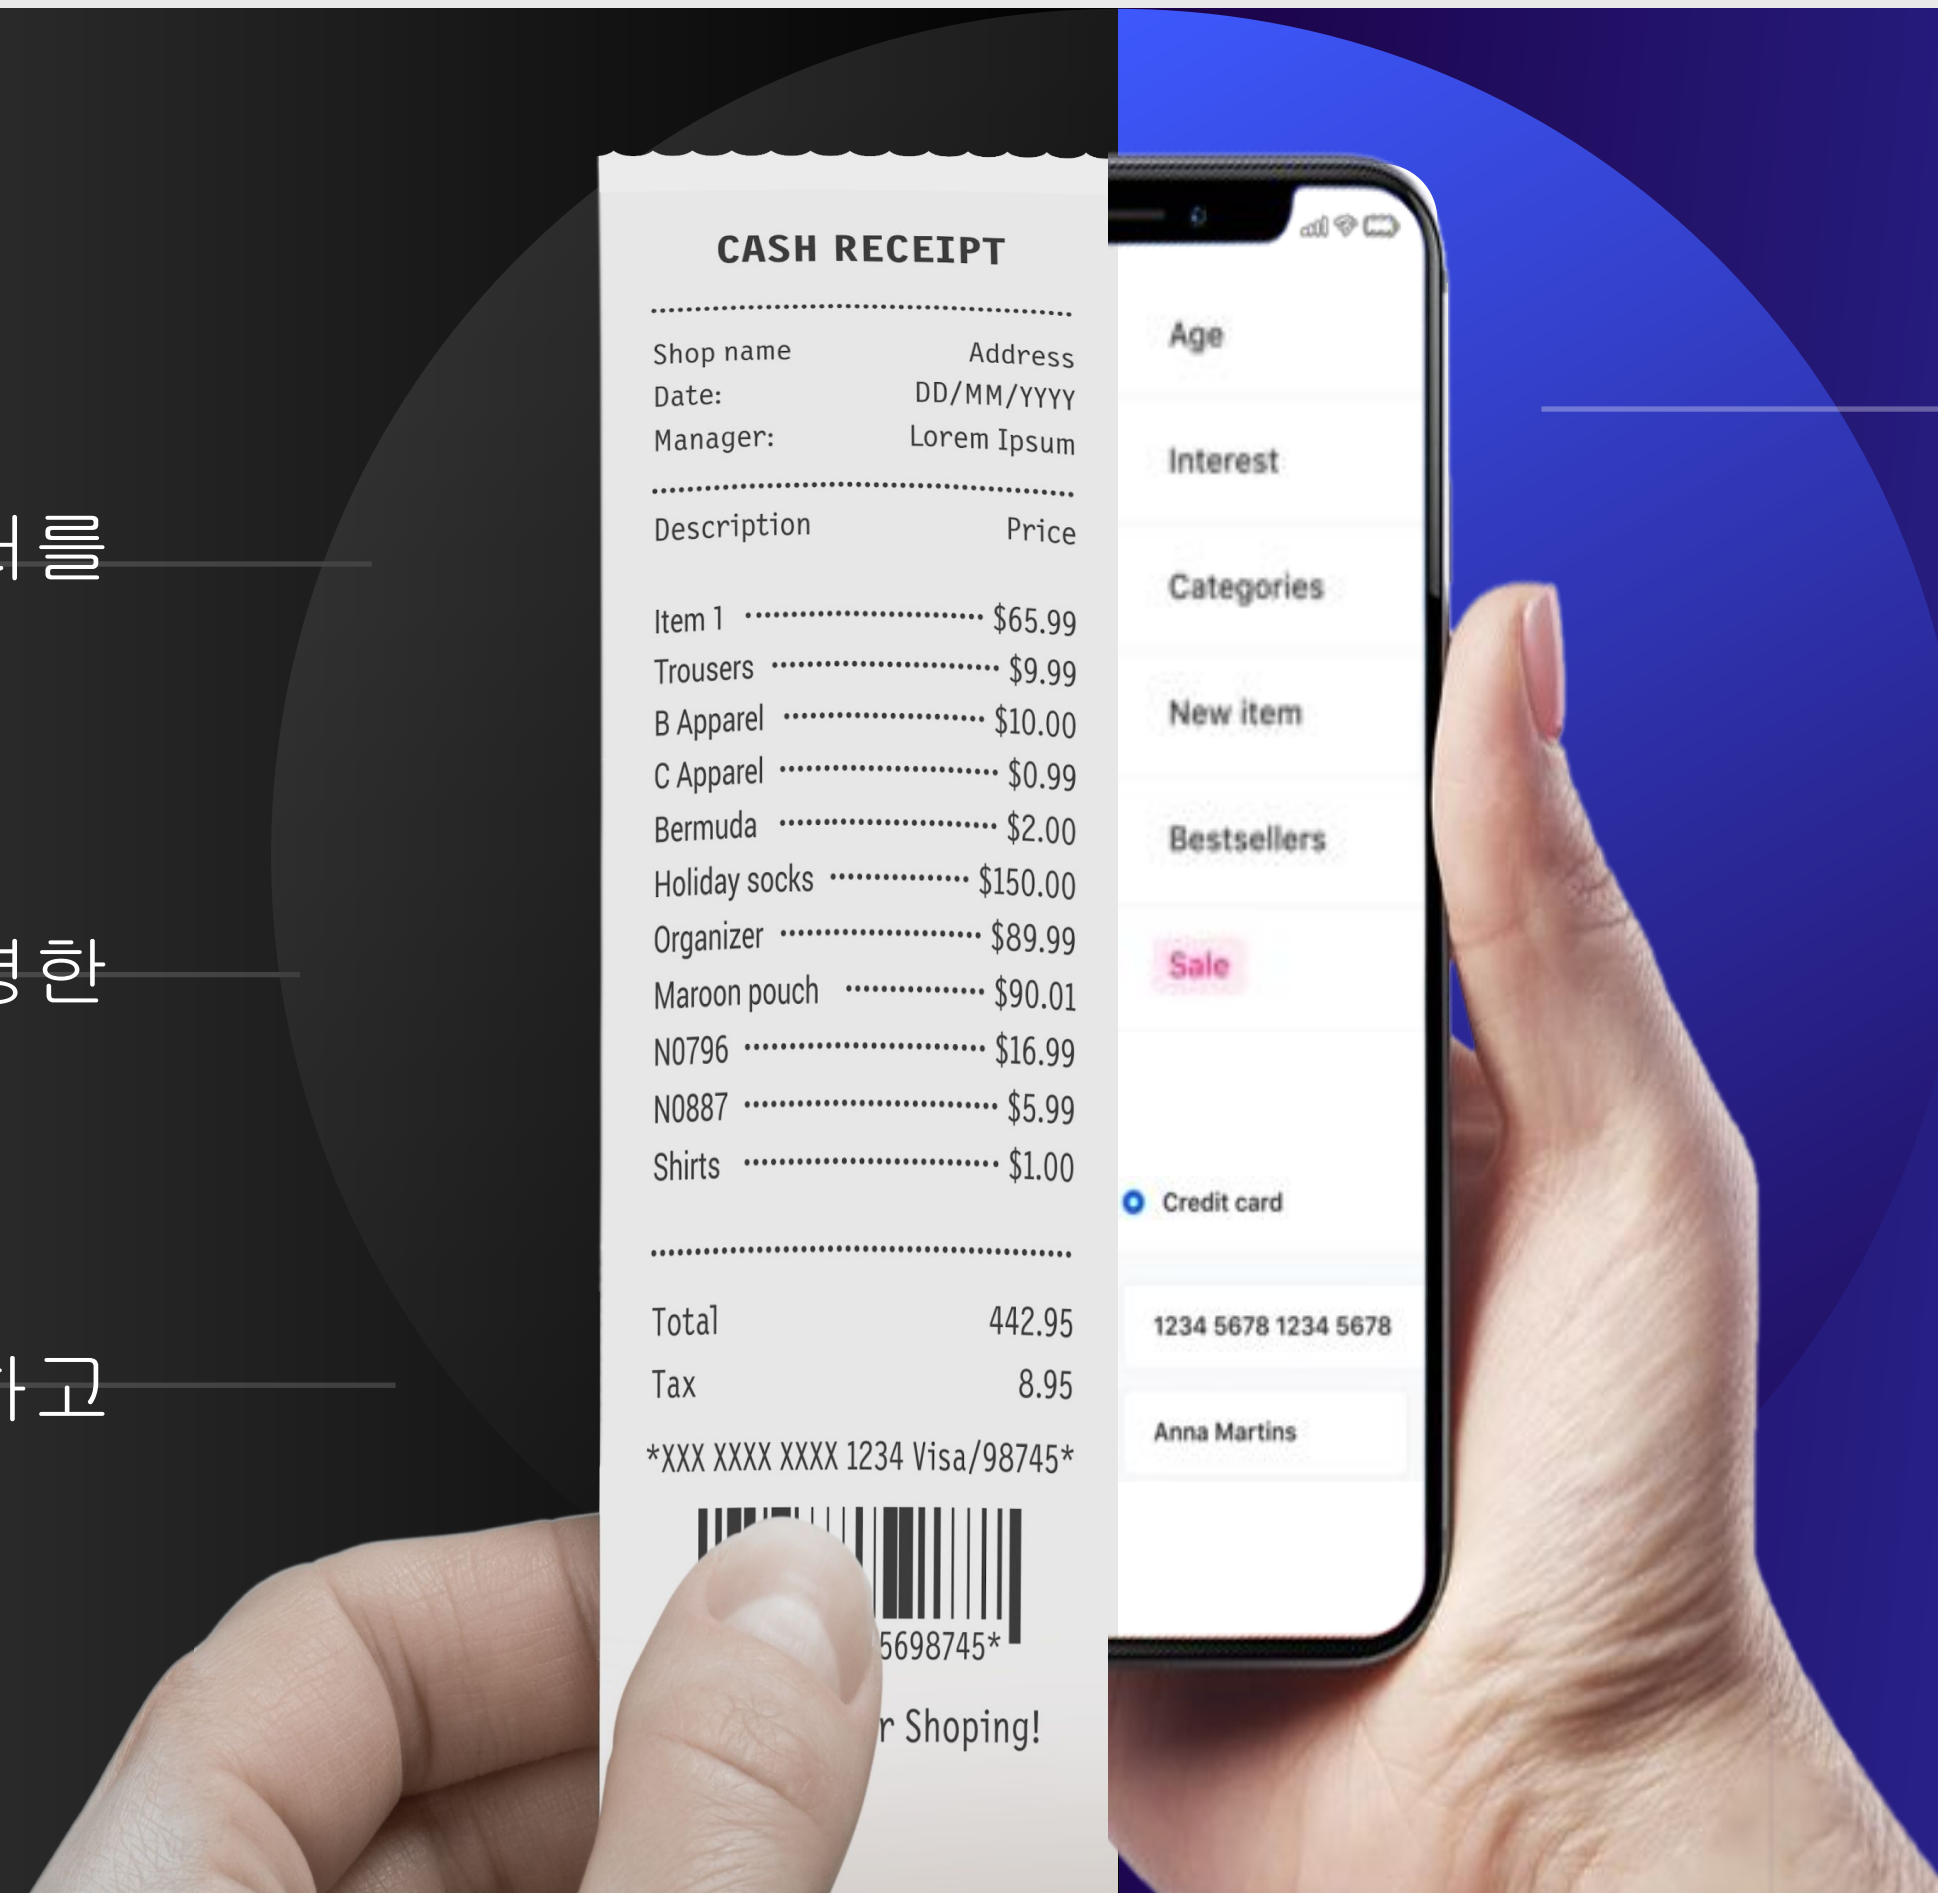 를
한
고
CASH RECEIPT
Shop name Address
Date: DD/MM/YYYY
Manager: Lorem Ipsum
Description Price
Item 1 $65.99
Trousers $9.99
B Apparel $10.00
C Apparel $0.99
Bermuda $2.00
Holiday socks $150.00
Organizer $89.99
Maroon pouch $90.01
N0796 $16.99
N0887 $5.99
Shirts $1.00
Total 442.95
Tax 8.95
*XXX XXXX XXXX 1234 Visa/98745*
5698745*
r Shoping!
Age
Interest
Categories
New item
Bestsellers
Sale
Credit card
1234 5678 1234 5678
Anna Martins